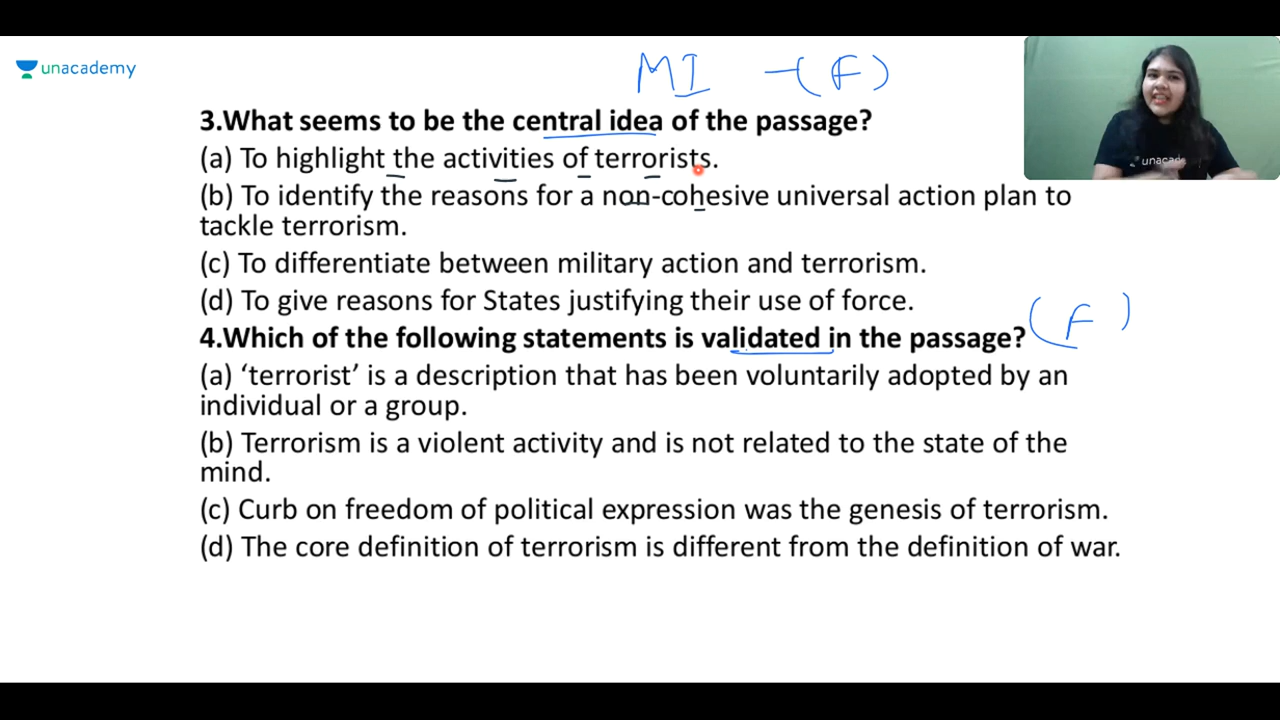 unacademy
MI -(F)
3.What seems to be the central idea of the passage?
(a) To highlight the activities of terrorists.
(b) To identify the reasons for a non-cohesive universal action plan to
tackle terrorism.
(c) To differentiate between military action and terrorism.
(d) To give reasons for States justifying their use of force.
4.Which of the following statements is validated in the passage? (F)
(a) ‘terrorist’ is a description that has been voluntarily adopted by an
individual or a group.
(b) Terrorism is a violent activity and is not related to the state of the
mind.
(c) Curb on freedom of political expression was the genesis of terrorism.
(d) The core definition of terrorism is different from the definition of war.